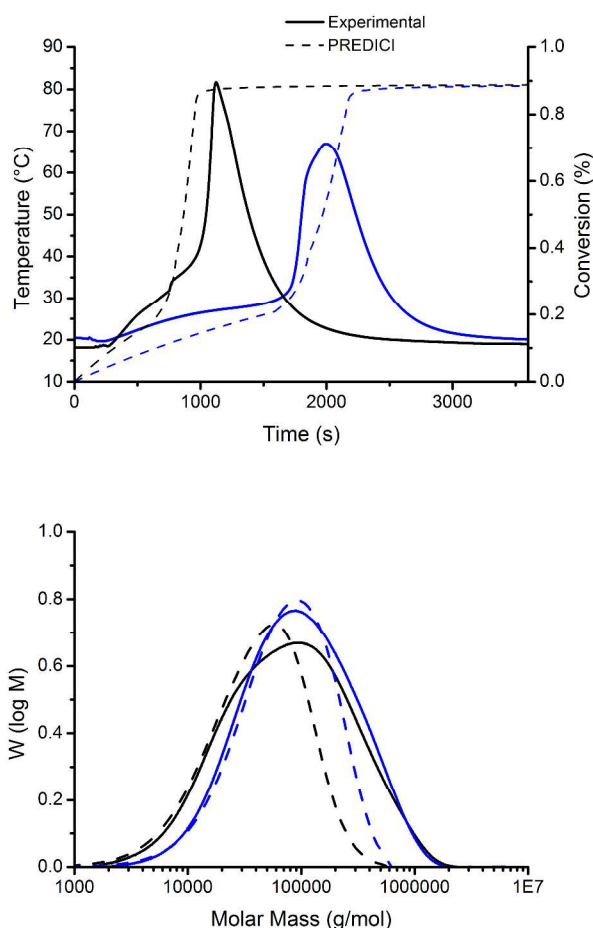 Experimental
PREDICI
Temperature (°C)
90
80
70
60
50
40
30
20
10
1.0
0.8
0.6
0.4
0.2
0.0
Conversion (%)
0 1000 2000 3000
Time (s)
W (log M)
1.0
0.8
0.6
0.4
0.2
0.0
1000 10000 100000 1000000 1E7
Molar Mass (g/mol)